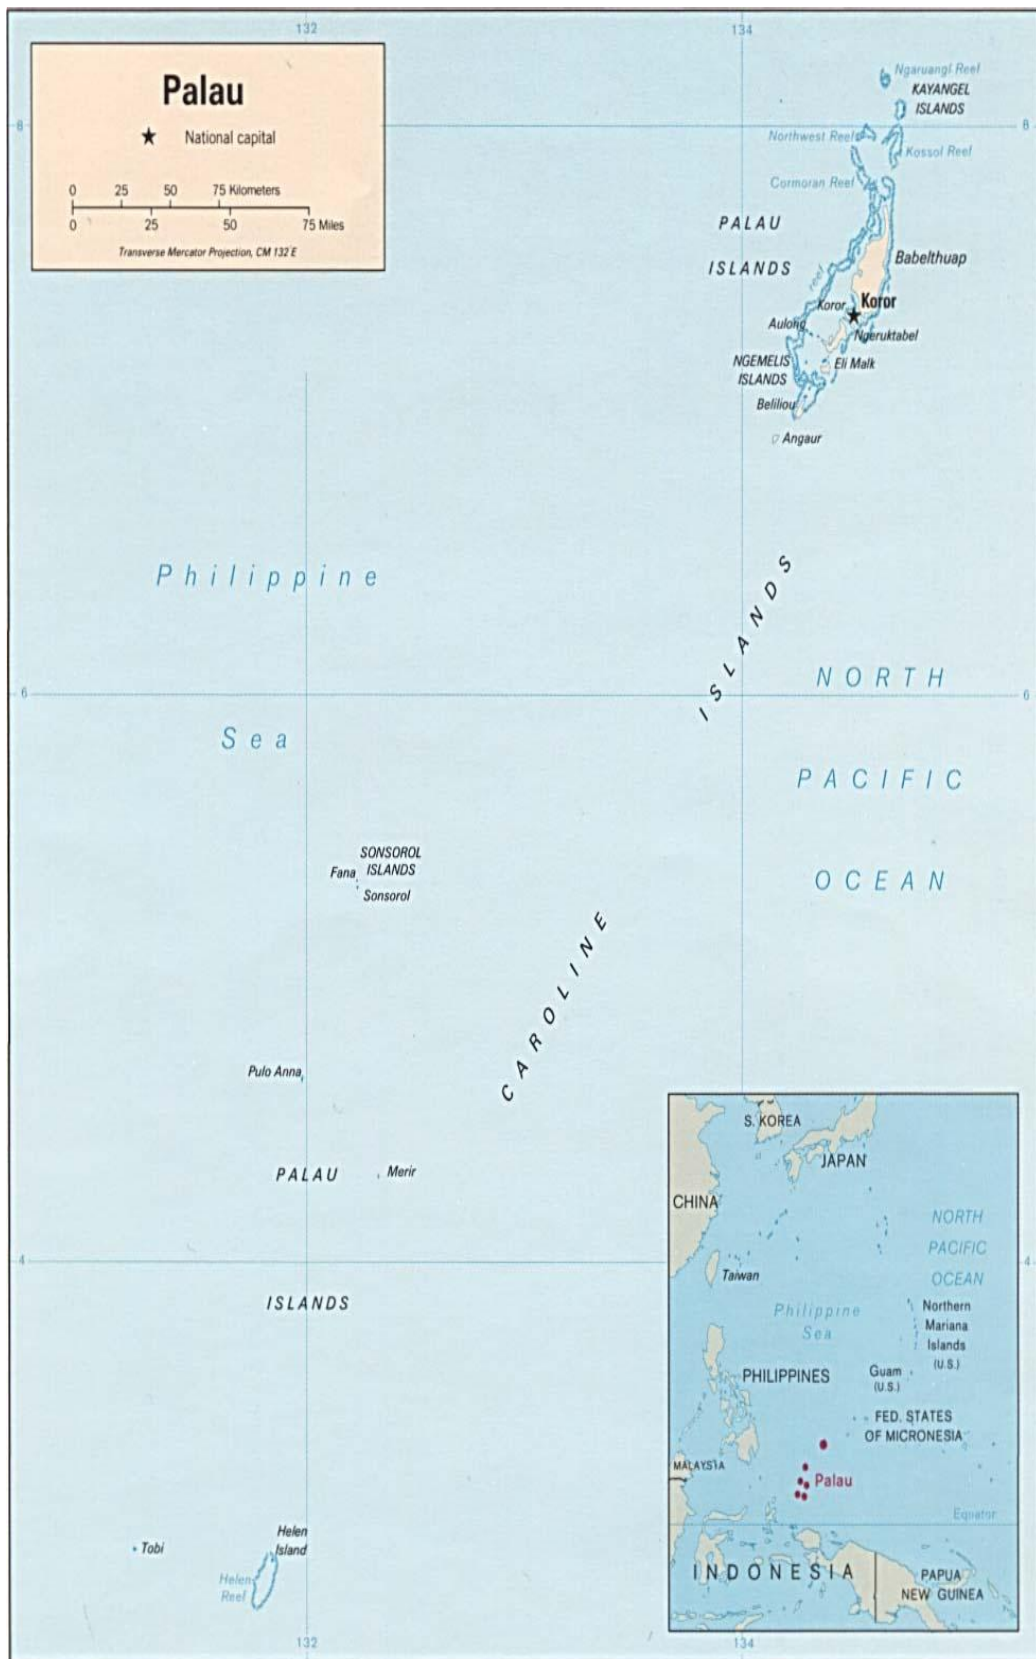 132
134
Palau
National capital
0 25 50 75 Kilometers
0 25 50 75 Miles
Transverse Mercator Projection, CM 132 E
Ngaruangl Reef
KAYANGEL
ISLANDS
8
8
Northwest Reef
Kossol Reef
Cormoran Reef
PALAU
ISLANDS
reef
Babelthuap
Koror
Koror
Aulong
Ngeruktabel
NGEMELIS
ISLANDS
Eli Malk
Beliliou
Angaur
Philippine
Sea
6
6
NORTH
PACIFIC
OCEAN
CAROLINE
ISLANDS
SONSOROL
ISLANDS
Fana
Sonsorol
Pulo Anna
PALAU
Merir
4
4
ISLANDS
Tobi
Helen
Island
Helen
Reef
132
134
S. KOREA
JAPAN
CHINA
NORTH
PACIFIC
OCEAN
Taiwan
Philippine
Sea
Northern
Mariana
Islands
(U.S.)
PHILIPPINES
Guam
(U.S.)
FED. STATES
OF MICRONESIA
MALAYSIA
Palau
Equator
INDONESIA
PAPUA
NEW GUINEA